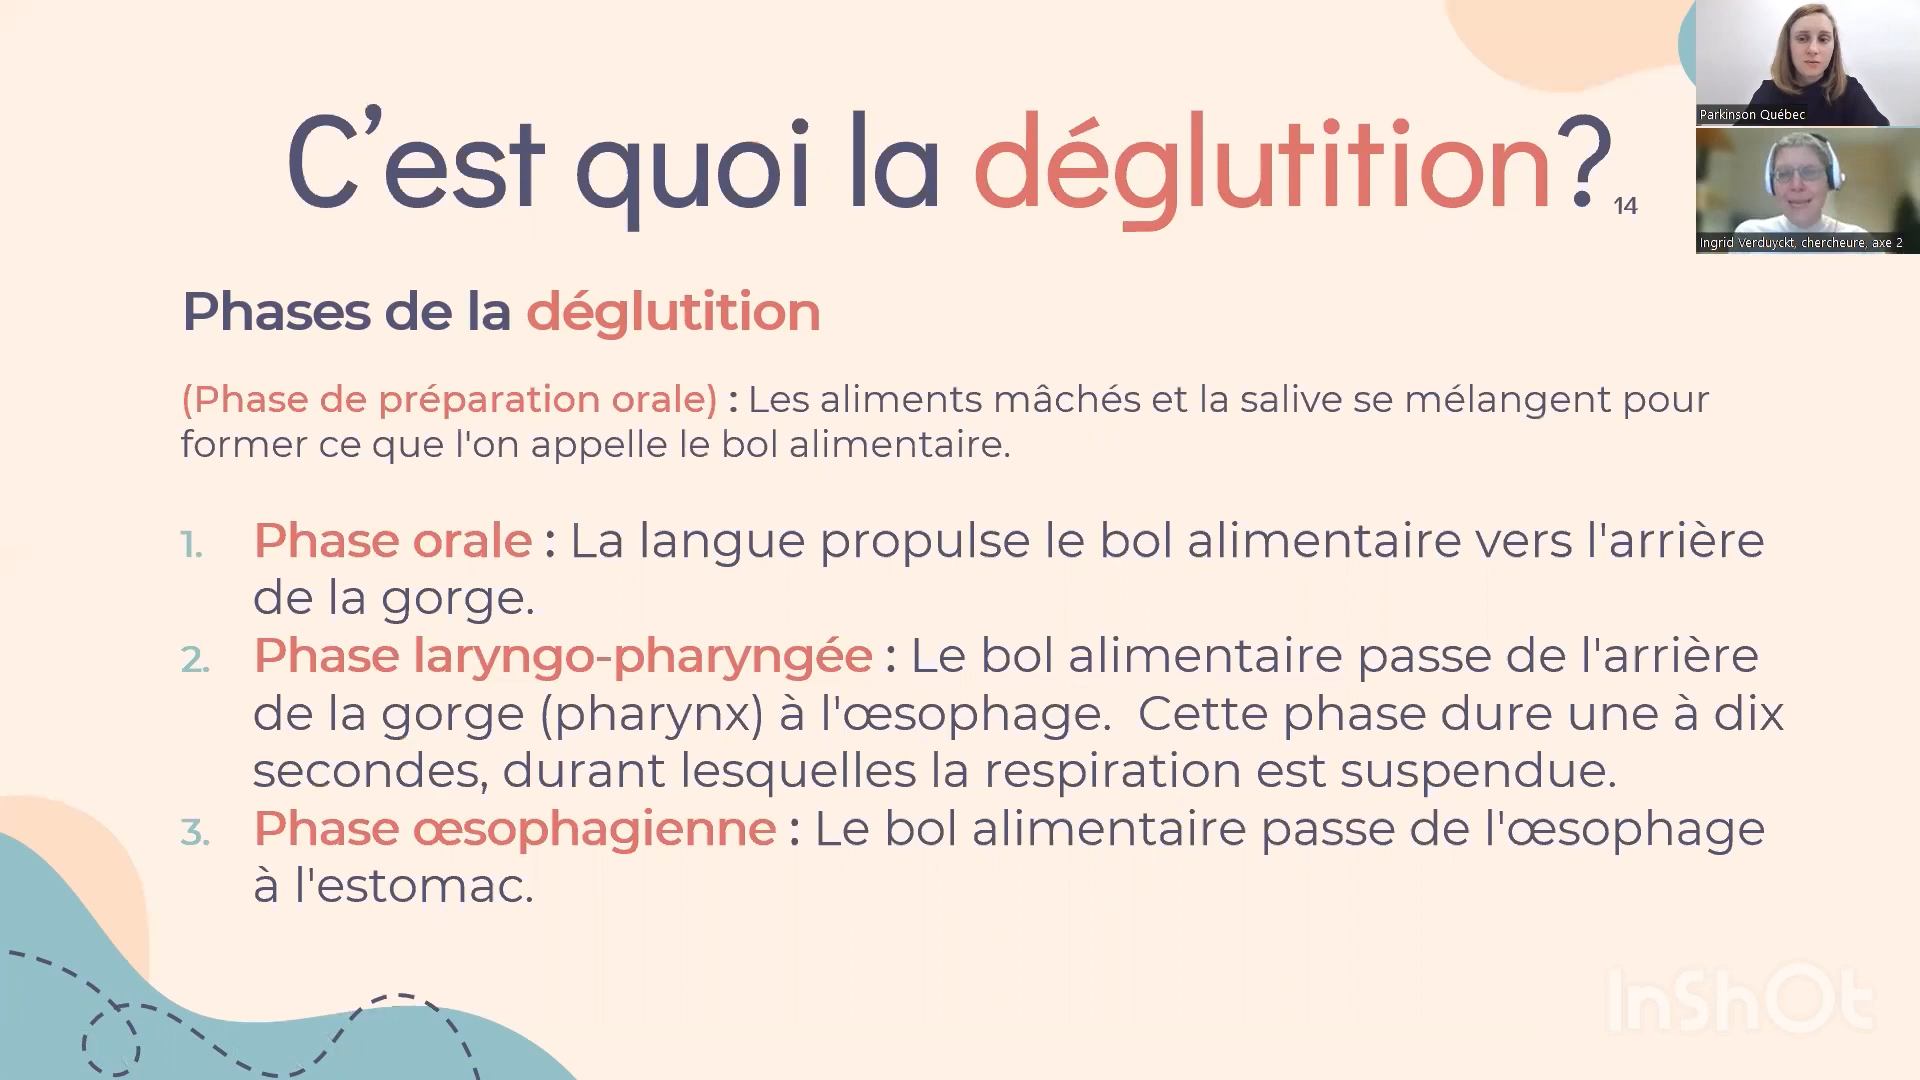 C'est quoi la déglutition?
14
Parkinson Québec
Ingrid Verduyckt, chercheure, axe 2
Phases de la déglutition
(Phase de préparation orale) : Les aliments mâchés et la salive se mélangent pour
former ce que l'on appelle le bol alimentaire.
1. Phase orale : La langue propulse le bol alimentaire vers l'arrière
de la gorge.
2. Phase laryngo-pharyngée : Le bol alimentaire passe de l'arrière
de la gorge (pharynx) à l'œsophage. Cette phase dure une à dix
secondes, durant lesquelles la respiration est suspendue.
3. Phase œsophagienne : Le bol alimentaire passe de l'œsophage
à l'estomac.
InShOt